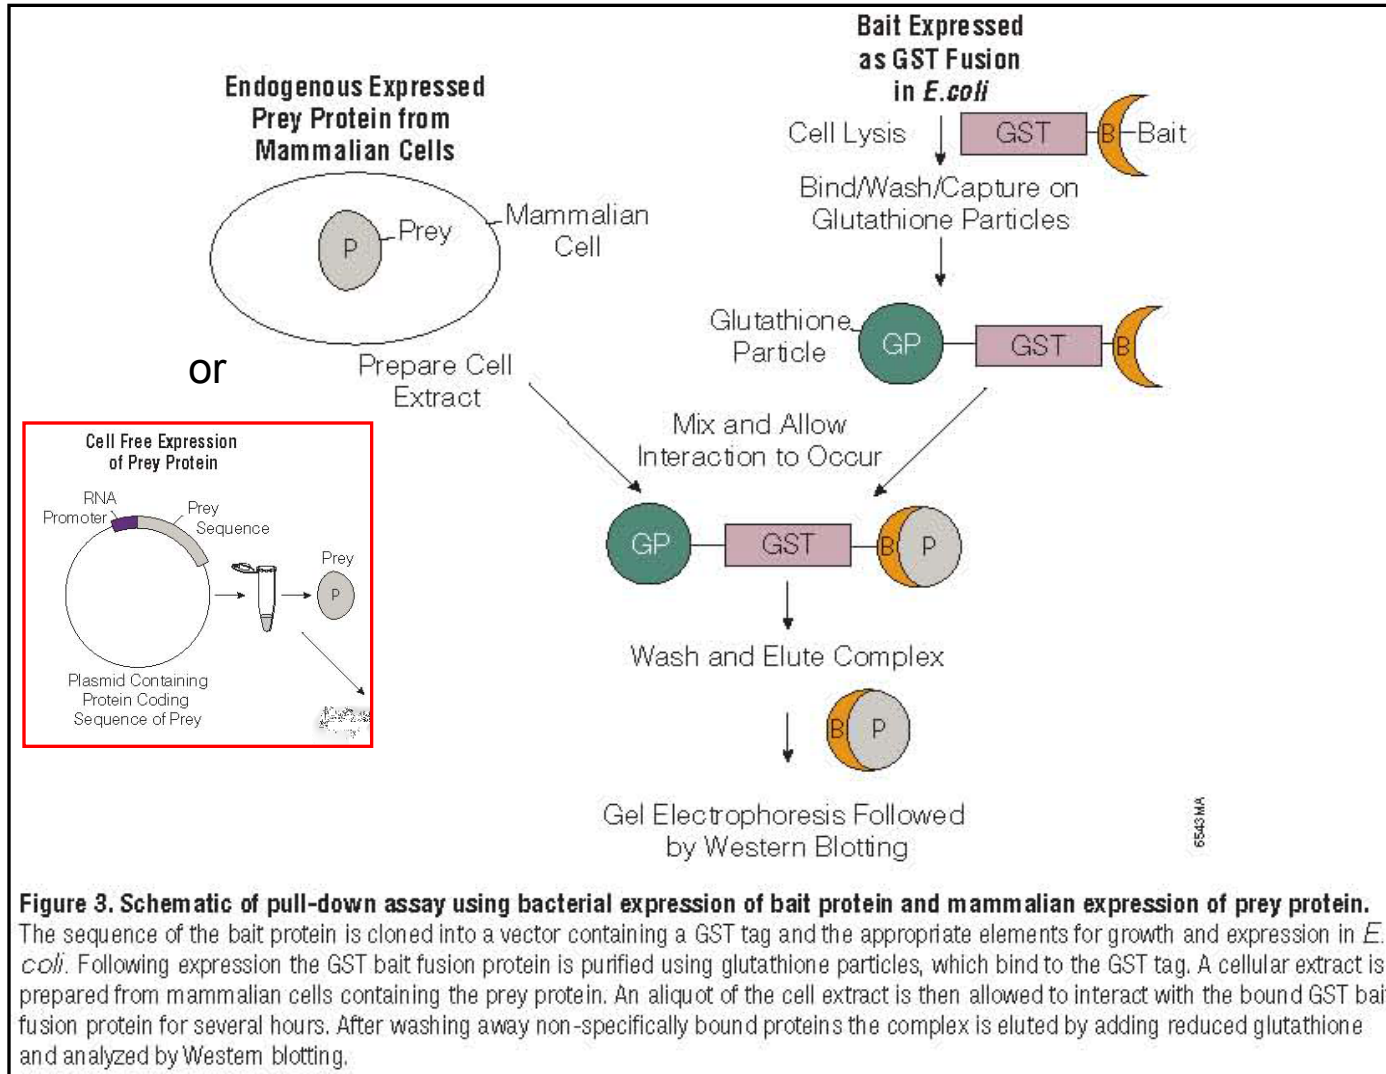 Endogenous Expressed
Prey Protein from
Mammalian Cells
P
Prey
Mammalian
Cell
Prepare Cell
Extract
or
Cell Free Expression
of Prey Protein
RNA
Promoter
Prey
Sequence
Prey
P
Plasmid Containing
Protein Coding
Sequence of Prey
Bait Expressed
as GST Fusion
in E.coli
Cell Lysis
GST
B
Bait
Bind/Wash/Capture on
Glutathione Particles
Glutathione
Particle
GP
GST
B
Mix and Allow
Interaction to Occur
GP
GST
B
P
Wash and Elute Complex
B
P
Gel Electrophoresis Followed
by Western Blotting
6543MA
Figure 3. Schematic of pull-down assay using bacterial expression of bait protein and mammalian expression of prey protein.
The sequence of the bait protein is cloned into a vector containing a GST tag and the appropriate elements for growth and expression in E.
coli. Following expression the GST bait fusion protein is purified using glutathione particles, which bind to the GST tag. A cellular extract is
prepared from mammalian cells containing the prey protein. An aliquot of the cell extract is then allowed to interact with the bound GST bait
fusion protein for several hours. After washing away non-specifically bound proteins the complex is eluted by adding reduced glutathione
and analyzed by Western blotting.